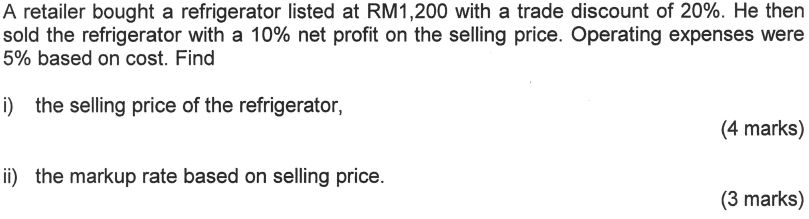 A retailer bought a refrigerator listed at RM1,200 with a trade discount of 20%. He then
sold the refrigerator with a 10% net profit on the selling price. Operating expenses were
5% based on cost. Find
i) the selling price of the refrigerator,
(4 marks)
ii) the markup rate based on selling price.
(3 marks)